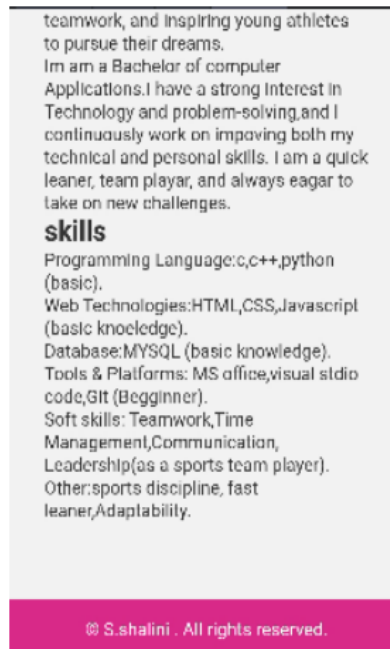 teamwork, and inspiring young athletes
to pursue their dreams.
Im am a Bachelor of computer
Applications.I have a strong interest in
Technology and problem-solving,and I
continuously work on impoving both my
technical and personal skills. I am a quick
leaner, team playar, and always eagar to
take on new challenges.
skills
Programming Language:c,c++,python
(basic).
Web Technologies:HTML,CSS,Javascript
(basic knoeledge).
Database:MYSQL (basic knowledge).
Tools & Platforms: MS office,visual stdio
code,Git (Begginner).
Soft skills: Teamwork,Time
Management,Communication,
Leadership(as a sports team player).
Other:sports discipline, fast
leaner,Adaptability.
© S.shalini . All rights reserved.